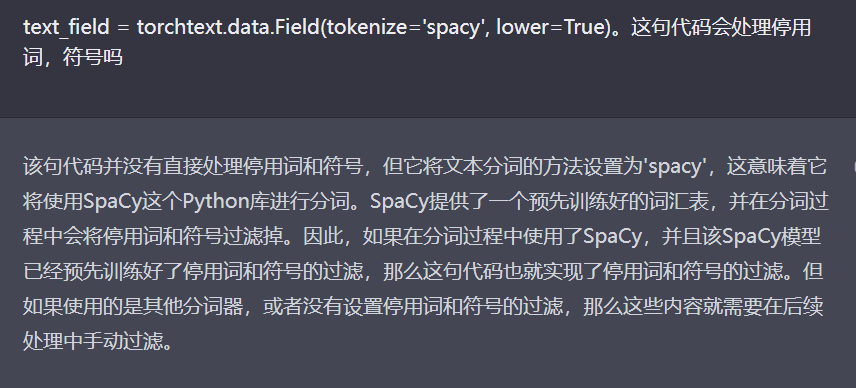 text_field = torchtext.data.Field(tokenize='spacy', lower=True)。这句代码会处理停用
词，符号吗
该句代码并没有直接处理停用词和符号，但它将文本分词的方法设置为'spacy'，这意味着它
将使用SpaCy这个Python库进行分词。SpaCy提供了一个预先训练好的词汇表，并在分词过
程中会将停用词和符号过滤掉。因此，如果在分词过程中使用了SpaCy，并且该SpaCy模型
已经预先训练好了停用词和符号的过滤，那么这句代码也就实现了停用词和符号的过滤。但
如果使用的是其他分词器，或者没有设置停用词和符号的过滤，那么这些内容就需要在后续
处理中手动过滤。